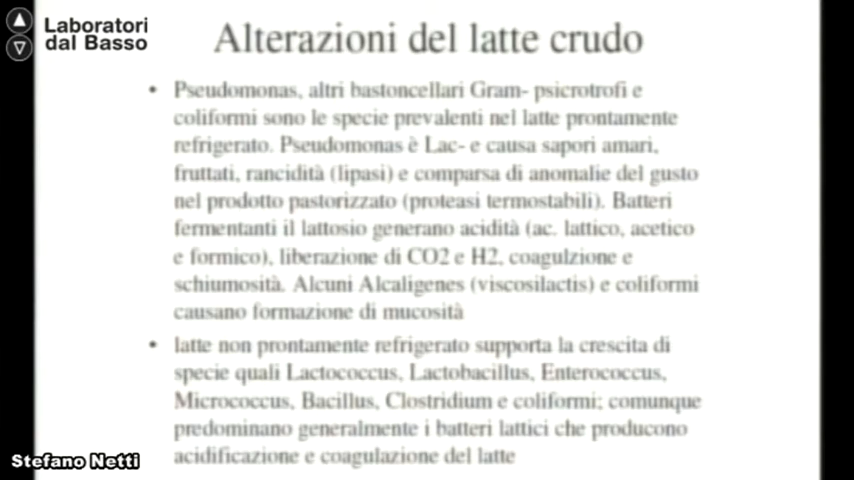 Laboratori
dal Basso
Alterazioni del latte crudo
• Pseudomonas, altri bastoncellari Gram- psicrotrofi e
coliformi sono le specie prevalenti nel latte prontamente
refrigerato. Pseudomonas è Lac- e causa sapori amari,
fruttati, rancidità (lipasi) e comparsa di anomalie del gusto
nel prodotto pastorizzato (proteasi termostabili). Batteri
fermentanti il lattosio generano acidità (ac. lattico, acetico
e formico), liberazione di CO2 e H2, coagulzione e
schiumosità. Alcuni Alcaligenes (viscosilactis) e coliformi
causano formazione di mucosità
• latte non prontamente refrigerato supporta la crescita di
specie quali Lactococcus, Lactobacillus, Enterococcus,
Micrococcus, Bacillus, Clostridium e coliformi; comunque
predominano generalmente i batteri lattici che producono
acidificazione e coagulazione del latte
Stefano Netti